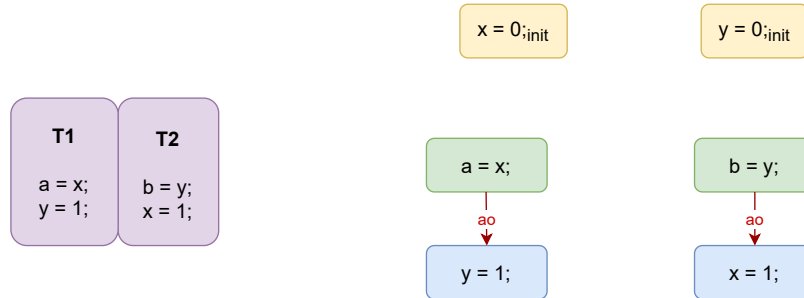 x = 0;init
y = 0;init
T1
T2
a = x;
y = 1;
b = y;
x = 1;
a = x;
b = y;
ao
ao
y = 1;
x = 1;